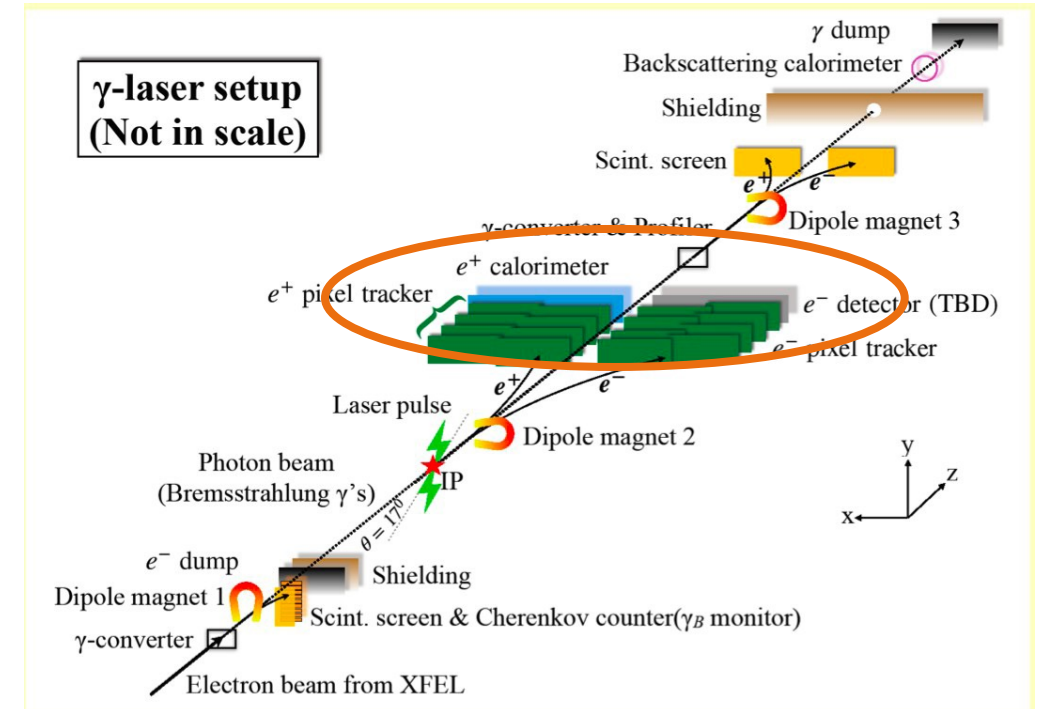 γ-laser setup
(Not in scale)
γ dump
Backscattering calorimeter
Shielding
Scint. screen
e⁺
e⁻
Dipole magnet 3
γ-converter & Profiler
e⁺ calorimeter
e⁺ pixel tracker
e⁻ detector (TBD)
e⁻ pixel tracker
e⁺
e⁻
Laser pulse
Dipole magnet 2
Photon beam
(Bremsstrahlung γ's)
IP
θ = 17⁰
y
z
x
e⁻ dump
Shielding
Dipole magnet 1
Scint. screen & Cherenkov counter(γB monitor)
γ-converter
Electron beam from XFEL